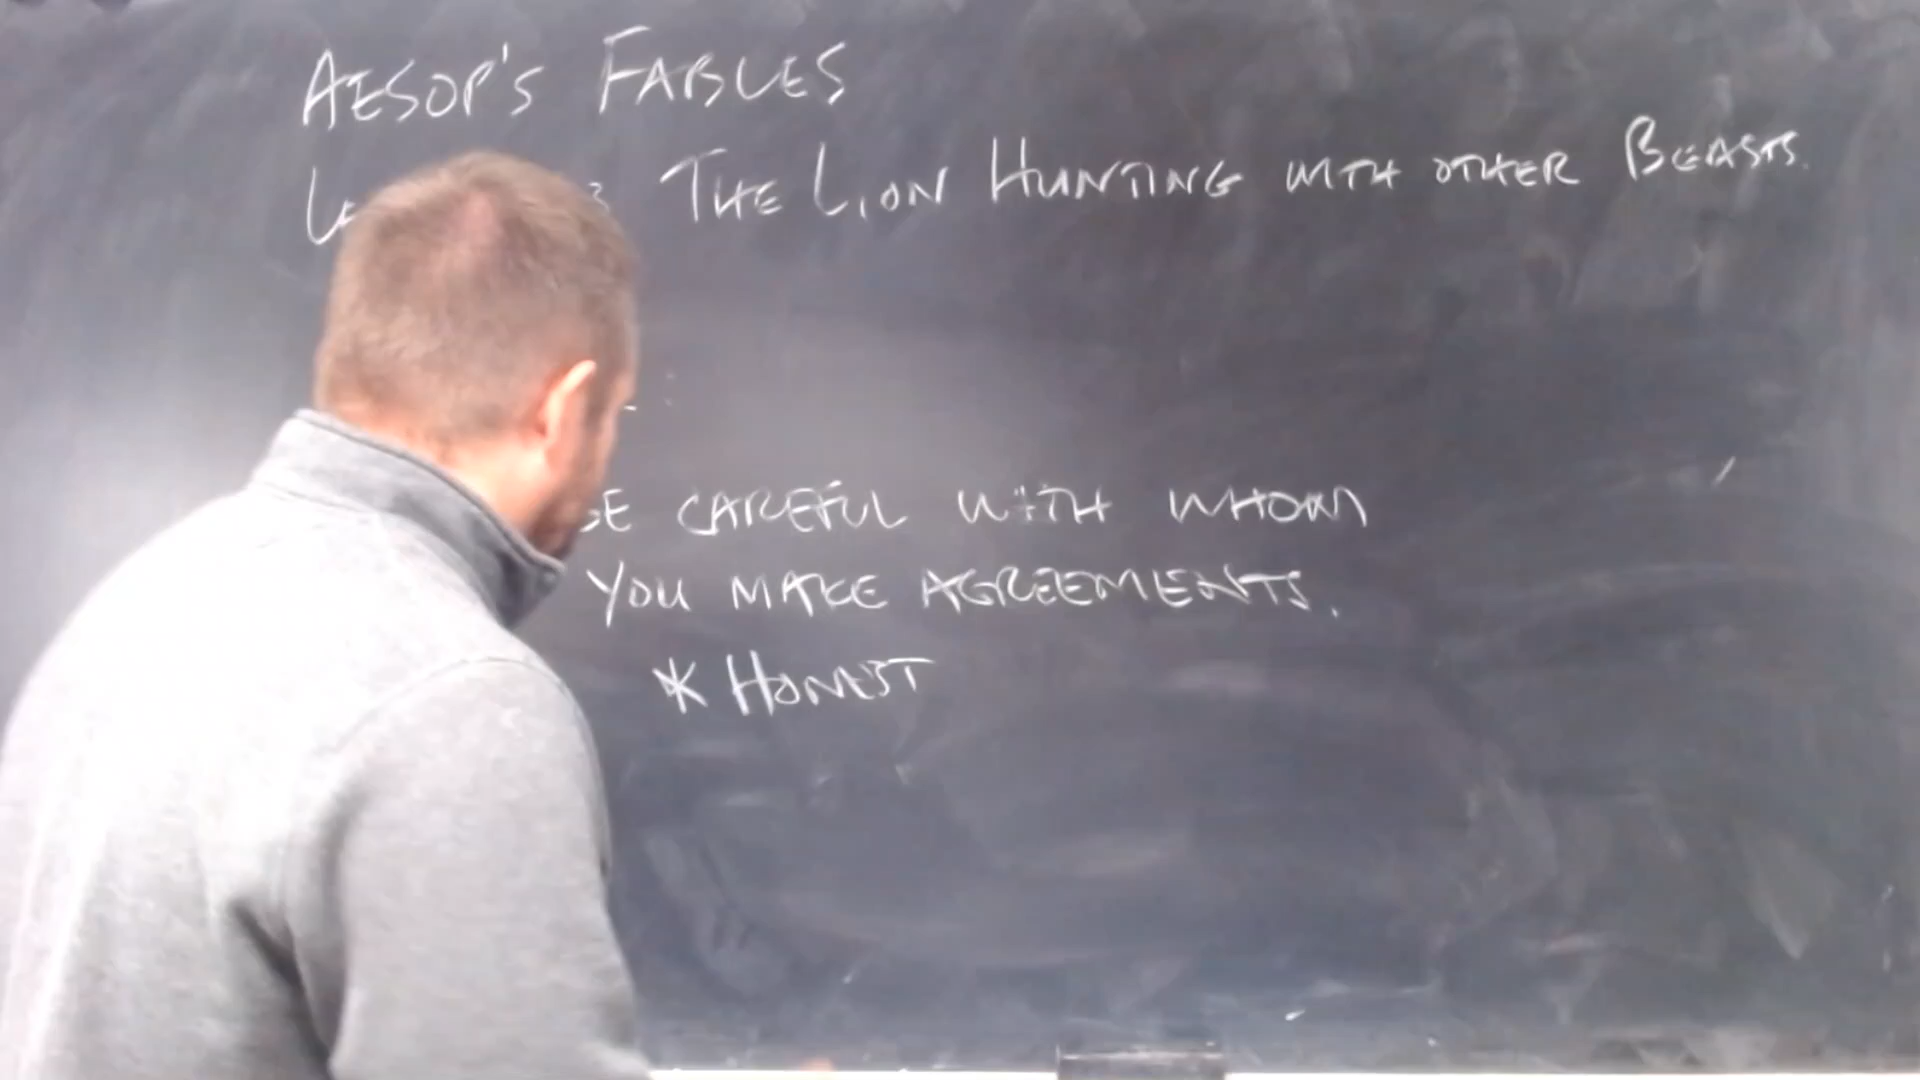 AESOP'S FABLES
THE LION HUNTING WITH OTHER BEASTS.
CAREFUL WITH WHOM
YOU MAKE AGREEMENTS.
* HONEST